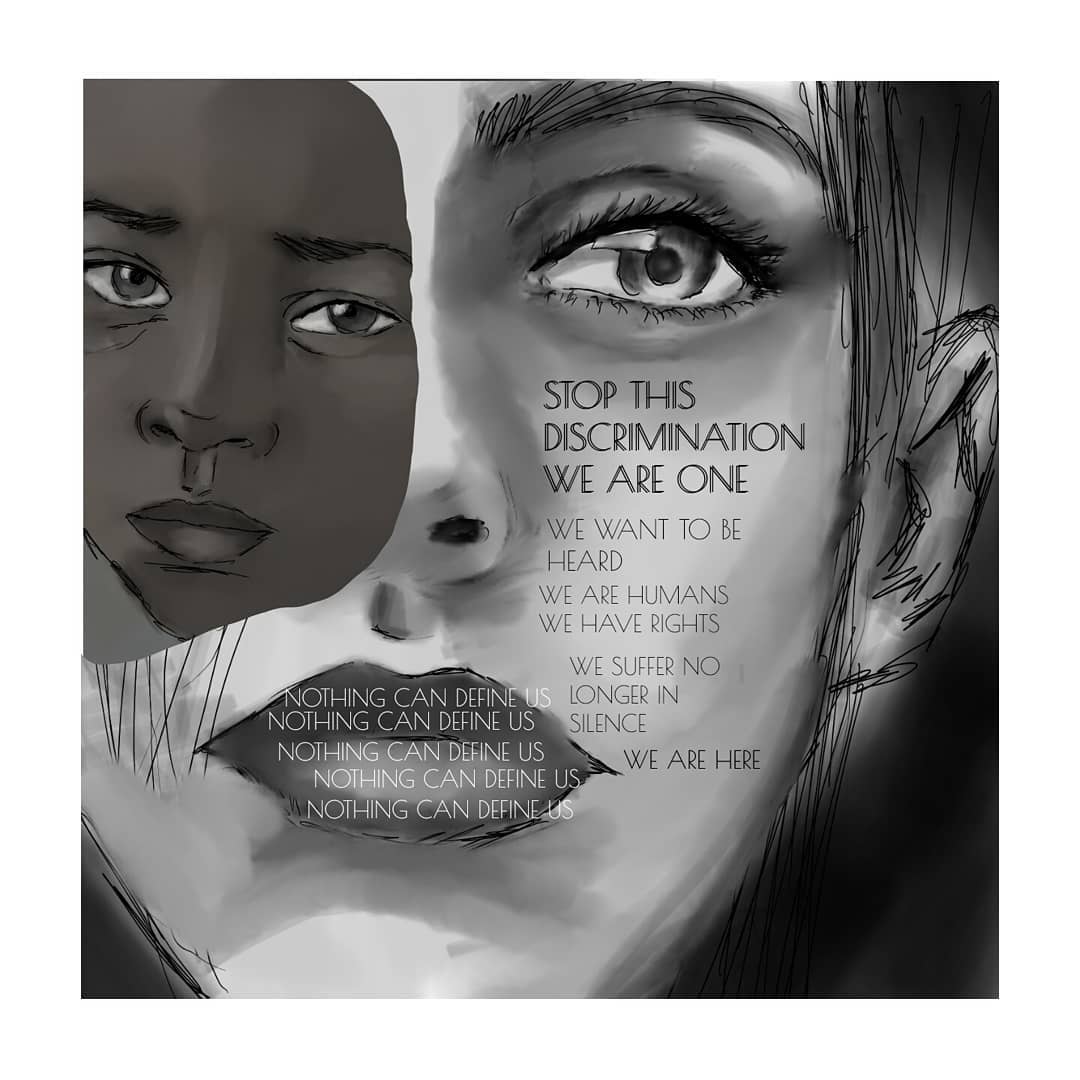 STOP THIS
DISCRIMINATION
WE ARE ONE
WE WANT TO BE
HEARD
WE ARE HUMANS
WE HAVE RIGHTS
WE SUFFER NO
LONGER IN
SILENCE
WE ARE HERE
NOTHING CAN DEFINE US
NOTHING CAN DEFINE US
NOTHING CAN DEFINE US
NOTHING CAN DEFINE US
NOTHING CAN DEFINE US